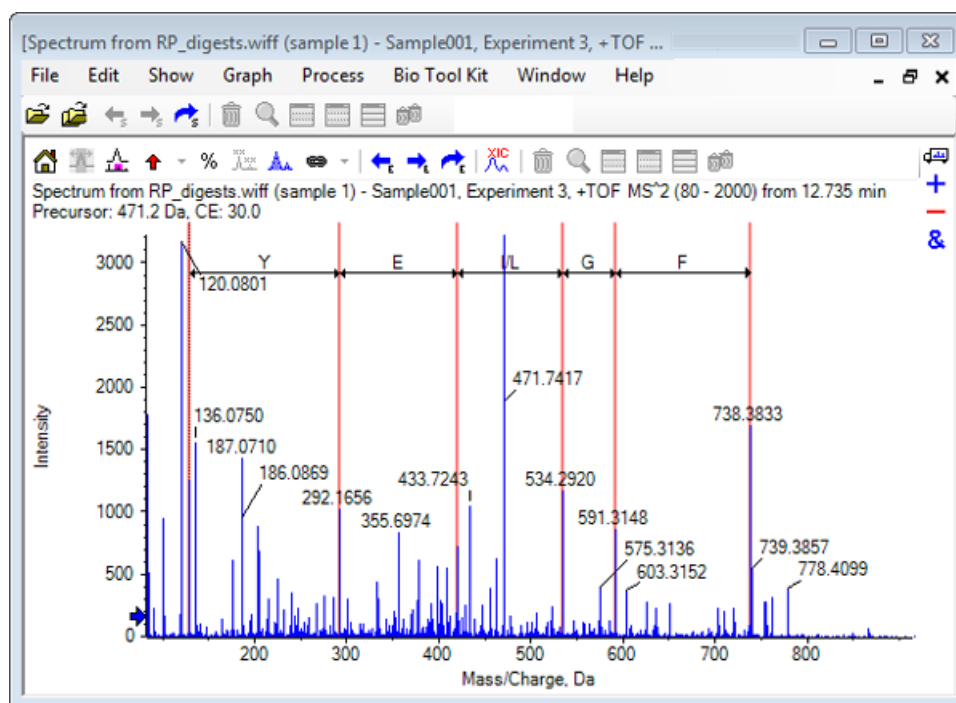 [Spectrum from RP_digests.wiff (sample 1) - Sample001, Experiment 3, +TOF ...
File Edit Show Graph Process Bio Tool Kit Window Help
S S S
% E E E XIC
Spectrum from RP_digests.wiff (sample 1) - Sample001, Experiment 3, +TOF MS^2 (80 - 2000) from 12.735 min
Precursor: 471.2 Da, CE: 30.0
+
&
Y E I/L G F
3000
2500
2000
1500
1000
500
0
120.0801
471.7417
136.0750
738.3833
187.0710
186.0869
433.7243
534.2920
292.1656
355.6974
591.3148
575.3136
603.3152
739.3857
778.4099
Intensity
200 300 400 500 600 700 800
Mass/Charge, Da